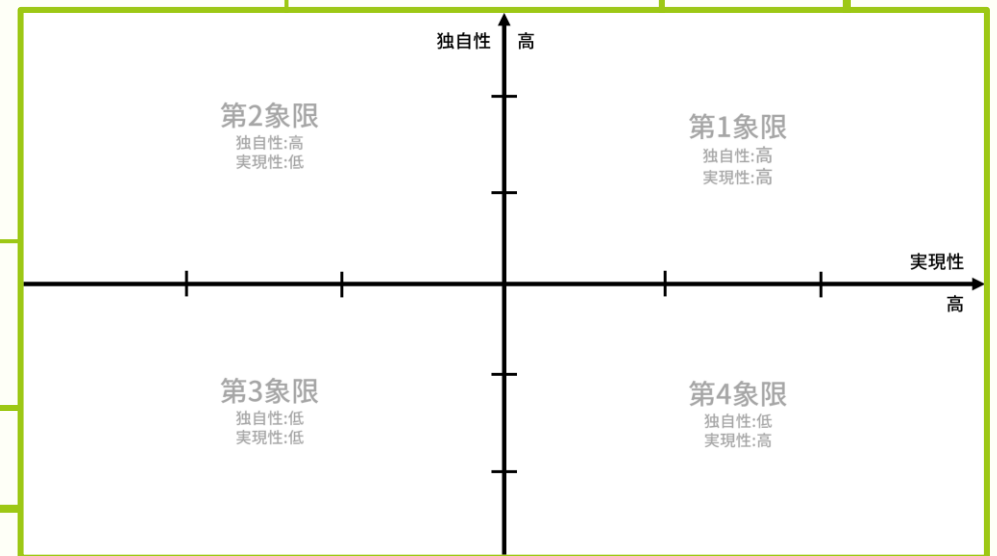 独自性 高
第2象限
独自性:高
実現性:低
第1象限
独自性:高
実現性:高
実現性
高
第3象限
独自性:低
実現性:低
第4象限
独自性:低
実現性:高